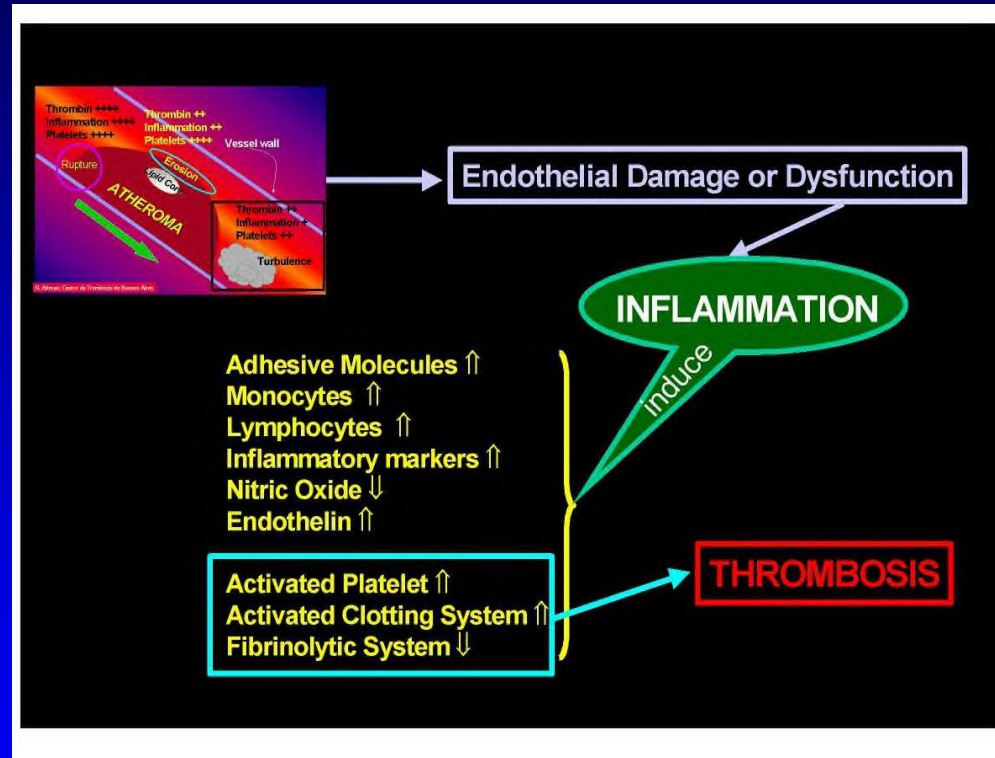 Thrombin ++++
Inflammation ++++
Platelets ++++
Thrombin ++
Inflammation ++
Platelets ++++
Vessel wall
Rupture
Erosion
ATHEROMA
Thrombin ++
Inflammation +
Platelets ++
Turbulence
Endothelial Damage or Dysfunction
INFLAMMATION
induce
Adhesive Molecules ⇑
Monocytes ⇑
Lymphocytes ⇑
Inflammatory markers ⇑
Nitric Oxide ⇓
Endothelin ⇑
Activated Platelet ⇑
Activated Clotting System ⇑
Fibrinolytic System ⇓
THROMBOSIS